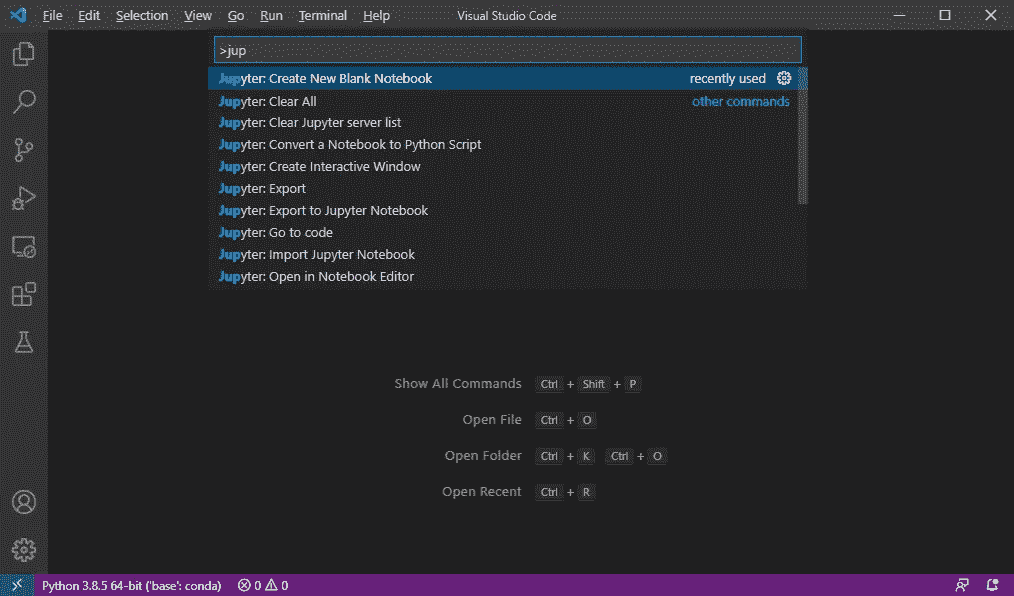 File Edit Selection View Go Run Terminal Help Visual Studio Code
>jup
Jupyter: Create New Blank Notebook recently used
Jupyter: Clear All other commands
Jupyter: Clear Jupyter server list
Jupyter: Convert a Notebook to Python Script
Jupyter: Create Interactive Window
Jupyter: Export
Jupyter: Export to Jupyter Notebook
Jupyter: Go to code
Jupyter: Import Jupyter Notebook
Jupyter: Open in Notebook Editor
Show All Commands Ctrl + Shift + P
Open File Ctrl + O
Open Folder Ctrl + K Ctrl + O
Open Recent Ctrl + R
Python 3.8.5 64-bit ('base': conda) 0 0